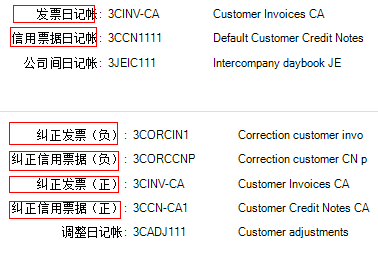 发票日记帐: 3CINV-CA Customer Invoices CA
信用票据日记帐: 3CCN1111 Default Customer Credit Notes
公司间日记帐: 3JEIC111 Intercompany daybook JE
纠正发票（负）: 3CORCIN1 Correction customer invo
纠正信用票据（负）: 3CORCCNP Correction customer CN p
纠正发票（正）: 3CINV-CA Customer Invoices CA
纠正信用票据（正）: 3CCN-CA1 Customer Credit Notes CA
调整日记帐: 3CADJ111 Customer adjustments